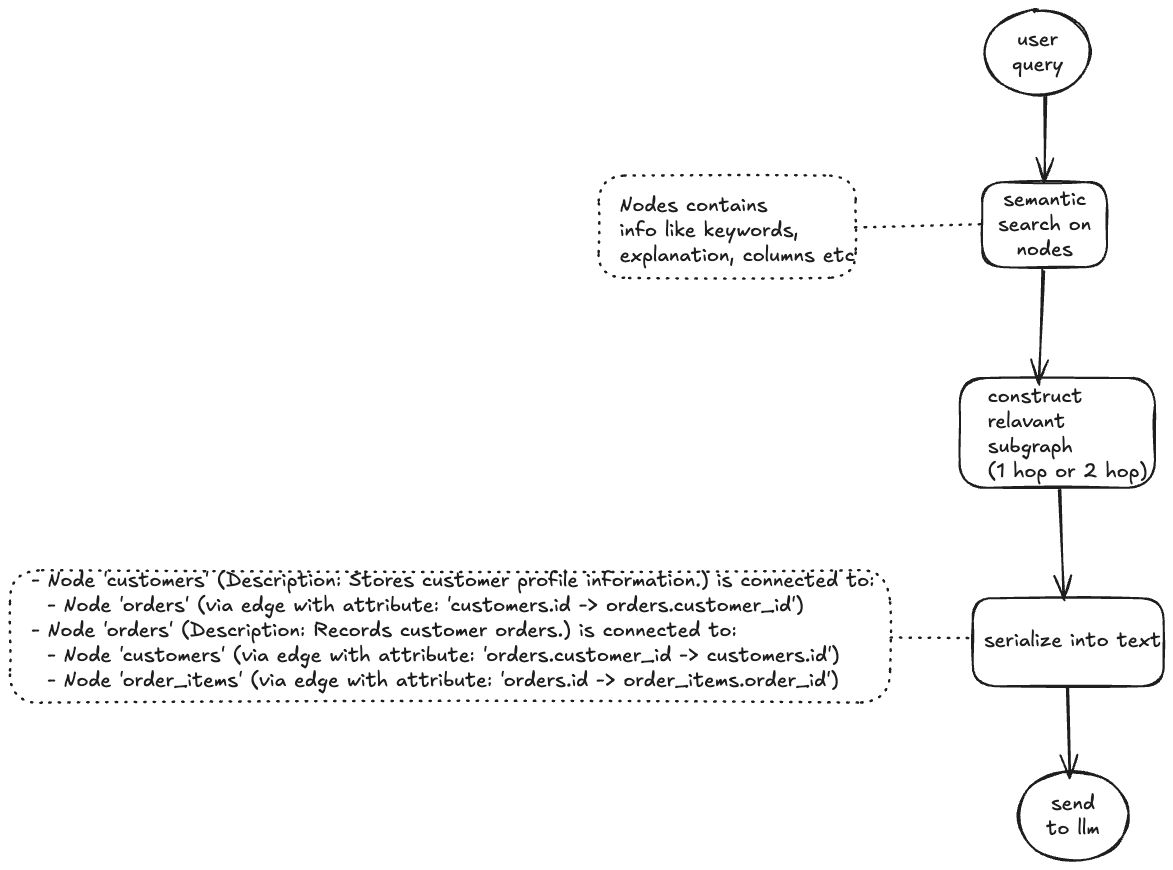 user
query
Nodes contains
info like keywords,
explanation, columns etc
semantic
search on
nodes
construct
relavant
subgraph
(1 hop or 2 hop)
- Node 'customers' (Description: Stores customer profile information.) is connected to:
- Node 'orders' (via edge with attribute: 'customers.id -> orders.customer_id')
- Node 'orders' (Description: Records customer orders.) is connected to:
- Node 'customers' (via edge with attribute: 'orders.customer_id -> customers.id')
- Node 'order_items' (via edge with attribute: 'orders.id -> order_items.order_id')
serialize into text
send
to llm